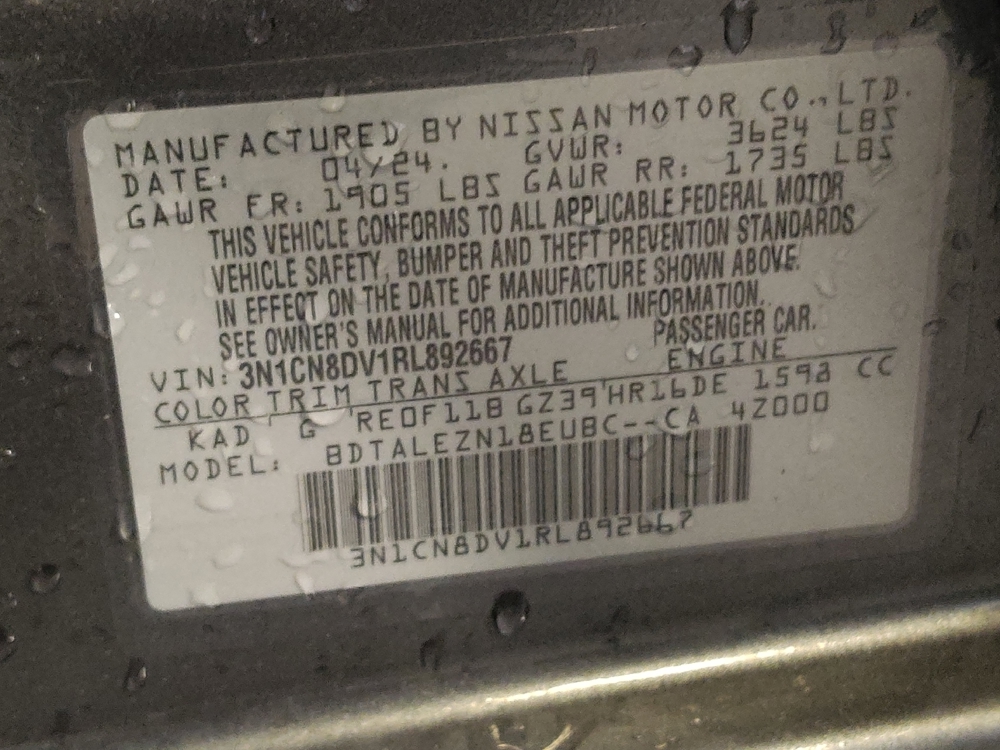 MANUFACTURED BY NISSAN MOTOR CO.,LTD.
DATE: 04/24. GVWR: 3624 LBS
GAWR FR: 1905 LBS GAWR RR: 1735 LBS
THIS VEHICLE CONFORMS TO ALL APPLICABLE FEDERAL MOTOR
VEHICLE SAFETY, BUMPER AND THEFT PREVENTION STANDARDS
IN EFFECT ON THE DATE OF MANUFACTURE SHOWN ABOVE.
SEE OWNER'S MANUAL FOR ADDITIONAL INFORMATION.
VIN: 3N1CN8DV1RL892667 PASSENGER CAR.
COLOR TRIM TRANS AXLE ENGINE
KAD G RE0F11B GZ39 HR16DE 1598 CC
MODEL: BDTALEZN18EUBC--CA 4Z000
3N1CN8DV1RL892667